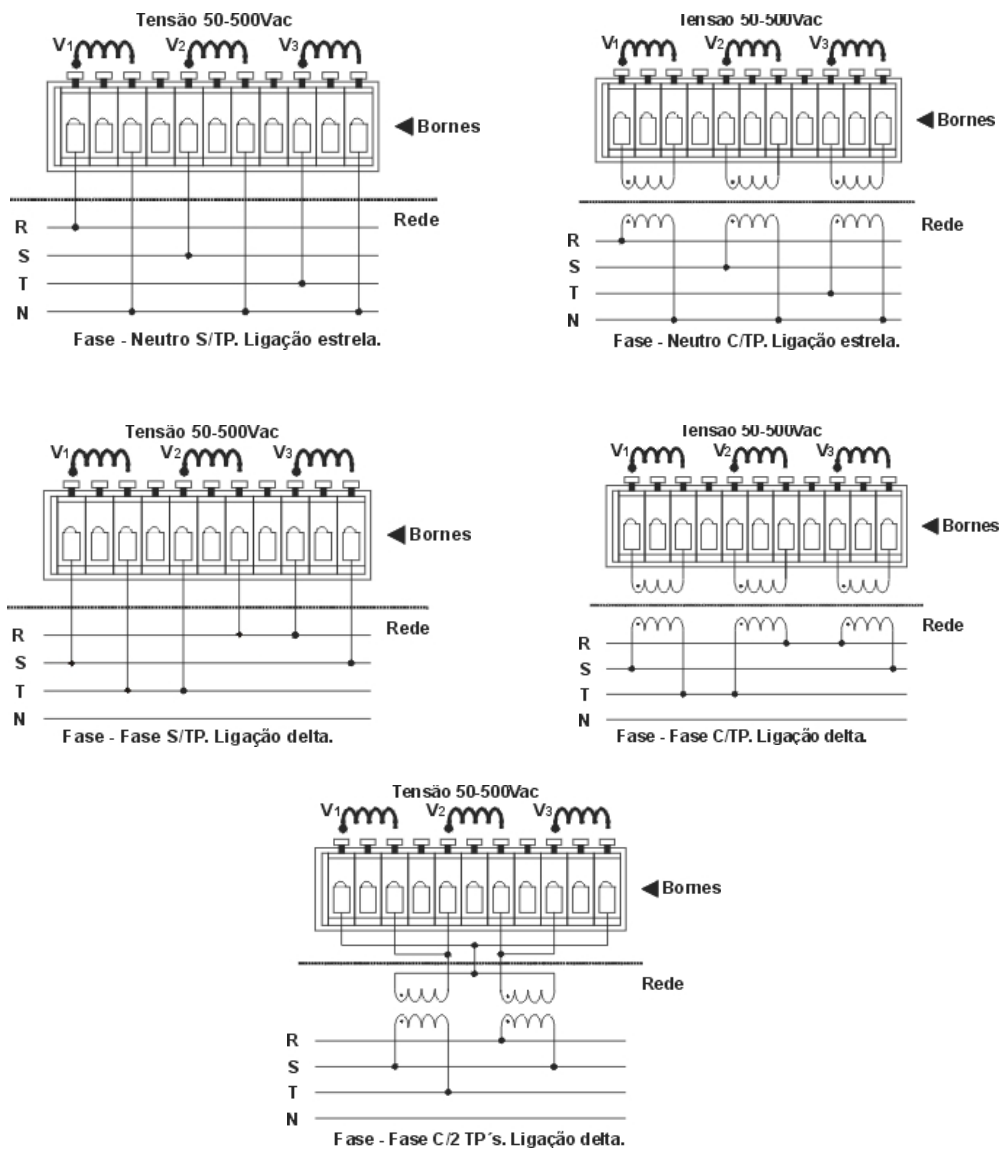 Tensão 50-500Vac
V1 V2 V3
Bornes
Rede
R
S
T
N
Fase - Neutro S/TP. Ligação estrela.
Tensão 50-500Vac
V1 V2 V3
Bornes
Rede
R
S
T
N
Fase - Neutro C/TP. Ligação estrela.
Tensão 50-500Vac
V1 V2 V3
Bornes
Rede
R
S
T
N
Fase - Fase S/TP. Ligação delta.
Tensão 50-500Vac
V1 V2 V3
Bornes
Rede
R
S
T
N
Fase - Fase C/TP. Ligação delta.
Tensão 50-500Vac
V1 V2 V3
Bornes
Rede
R
S
T
N
Fase - Fase C/2 TP´s. Ligação delta.